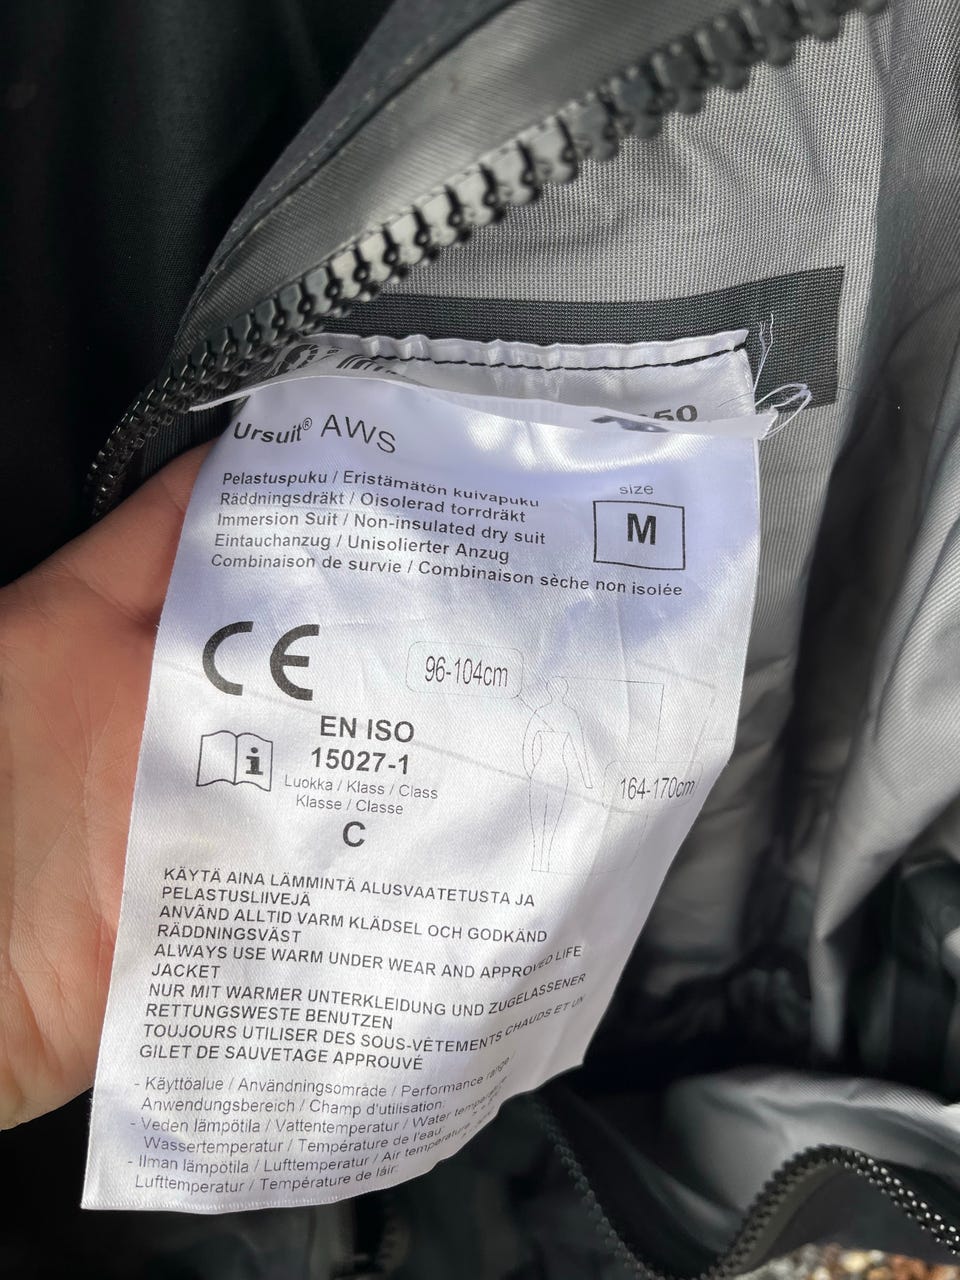 50
Ursuit® AWS
Pelastuspuku / Eristämätön kuivapuku
Räddningsdräkt / Oisolerad torrdräkt
Immersion Suit / Non-insulated dry suit
Eintauchanzug / Unisolierter Anzug
Combinaison de survie / Combinaison sèche non isolée
size
M
CE
96-104cm
EN ISO
15027-1
i
Luokka / Klass / Class
Klasse / Classe
C
164-170cm
KÄYTÄ AINA LÄMMINTÄ ALUSVAATETUSTA JA
PELASTUSLIIVEJÄ
ANVÄND ALLTID VARM KLÄDSEL OCH GODKÄND
RÄDDNINGSVÄST
ALWAYS USE WARM UNDER WEAR AND APPROVED LIFE
JACKET
NUR MIT WARMER UNTERKLEIDUNG UND ZUGELASSENER
RETTUNGSWESTE BENUTZEN
TOUJOURS UTILISER DES SOUS-VÊTEMENTS CHAUDS ET UN
GILET DE SAUVETAGE APPROUVÉ
- Käyttöalue / Användningsområde / Performance range
Anwendungsbereich / Champ d'utilisation:
- Veden lämpötila / Vattentemperatur / Water temperature
Wassertemperatur / Température de l'eau:
- Ilman lämpötila / Lufttemperatur / Air temperature
Lufttemperatur / Température de láir: